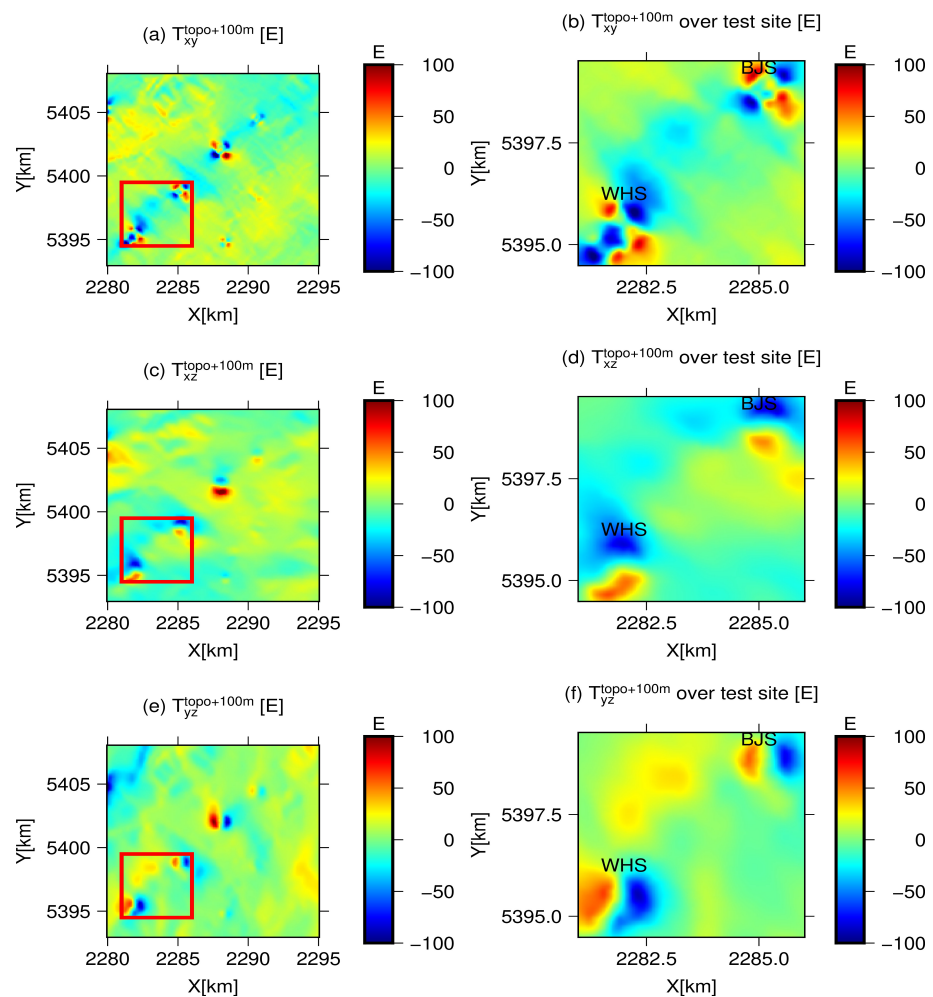 (a) T_xy^topo+100m [E]
E
100
50
0
−50
−100
Y[km]
5405
5400
5395
2280 2285 2290 2295
X[km]
(b) T_xy^topo+100m over test site [E]
E
100
50
0
−50
−100
Y[km]
5397.5
5395.0
BJS
WHS
2282.5 2285.0
X[km]
(c) T_xz^topo+100m [E]
E
100
50
0
−50
−100
Y[km]
5405
5400
5395
2280 2285 2290 2295
X[km]
(d) T_xz^topo+100m over test site [E]
E
100
50
0
−50
−100
Y[km]
5397.5
5395.0
BJS
WHS
2282.5 2285.0
X[km]
(e) T_yz^topo+100m [E]
E
100
50
0
−50
−100
Y[km]
5405
5400
5395
2280 2285 2290 2295
X[km]
(f) T_yz^topo+100m over test site [E]
E
100
50
0
−50
−100
Y[km]
5397.5
5395.0
BJS
WHS
2282.5 2285.0
X[km]